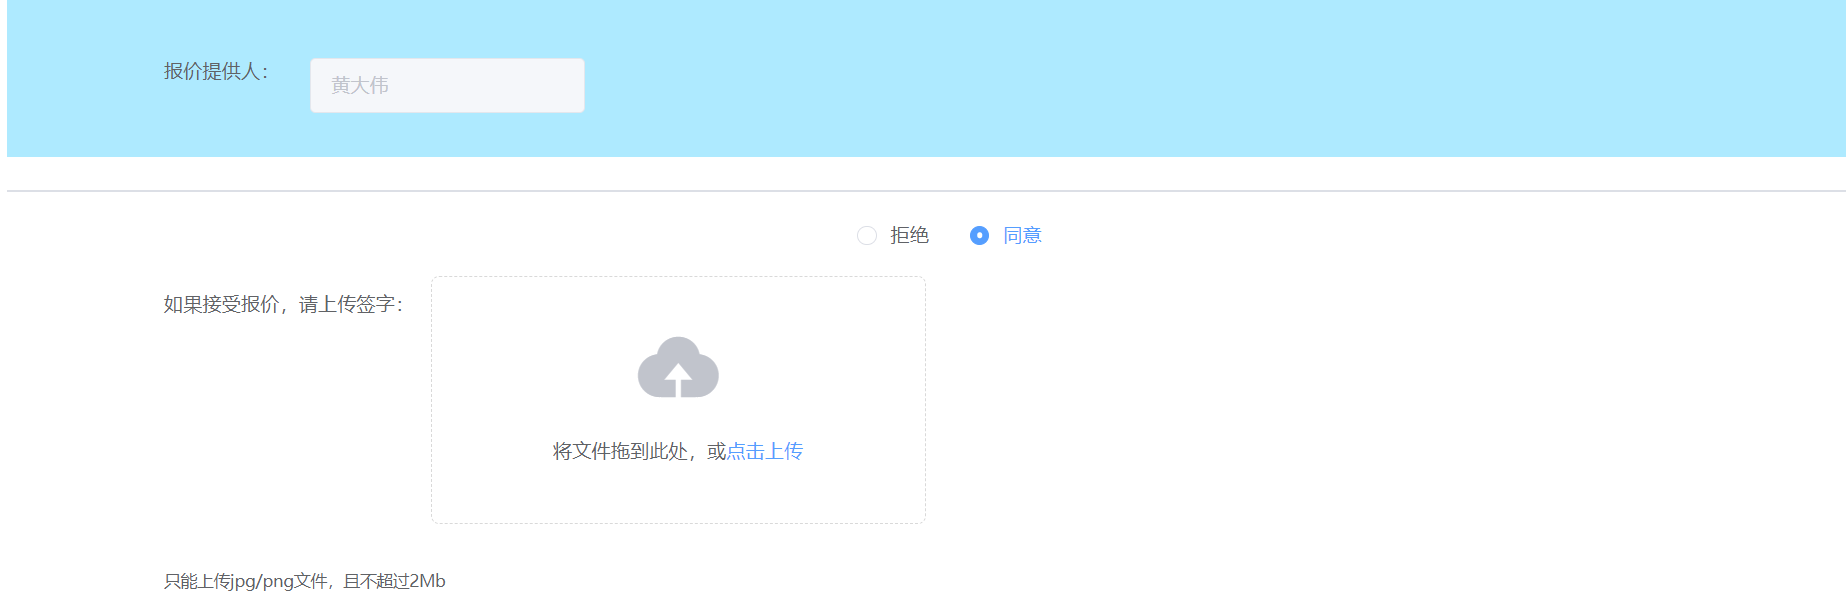 报价提供人：
黄大伟
拒绝 同意
如果接受报价，请上传签字：
将文件拖到此处，或点击上传
只能上传jpg/png文件，且不超过2Mb